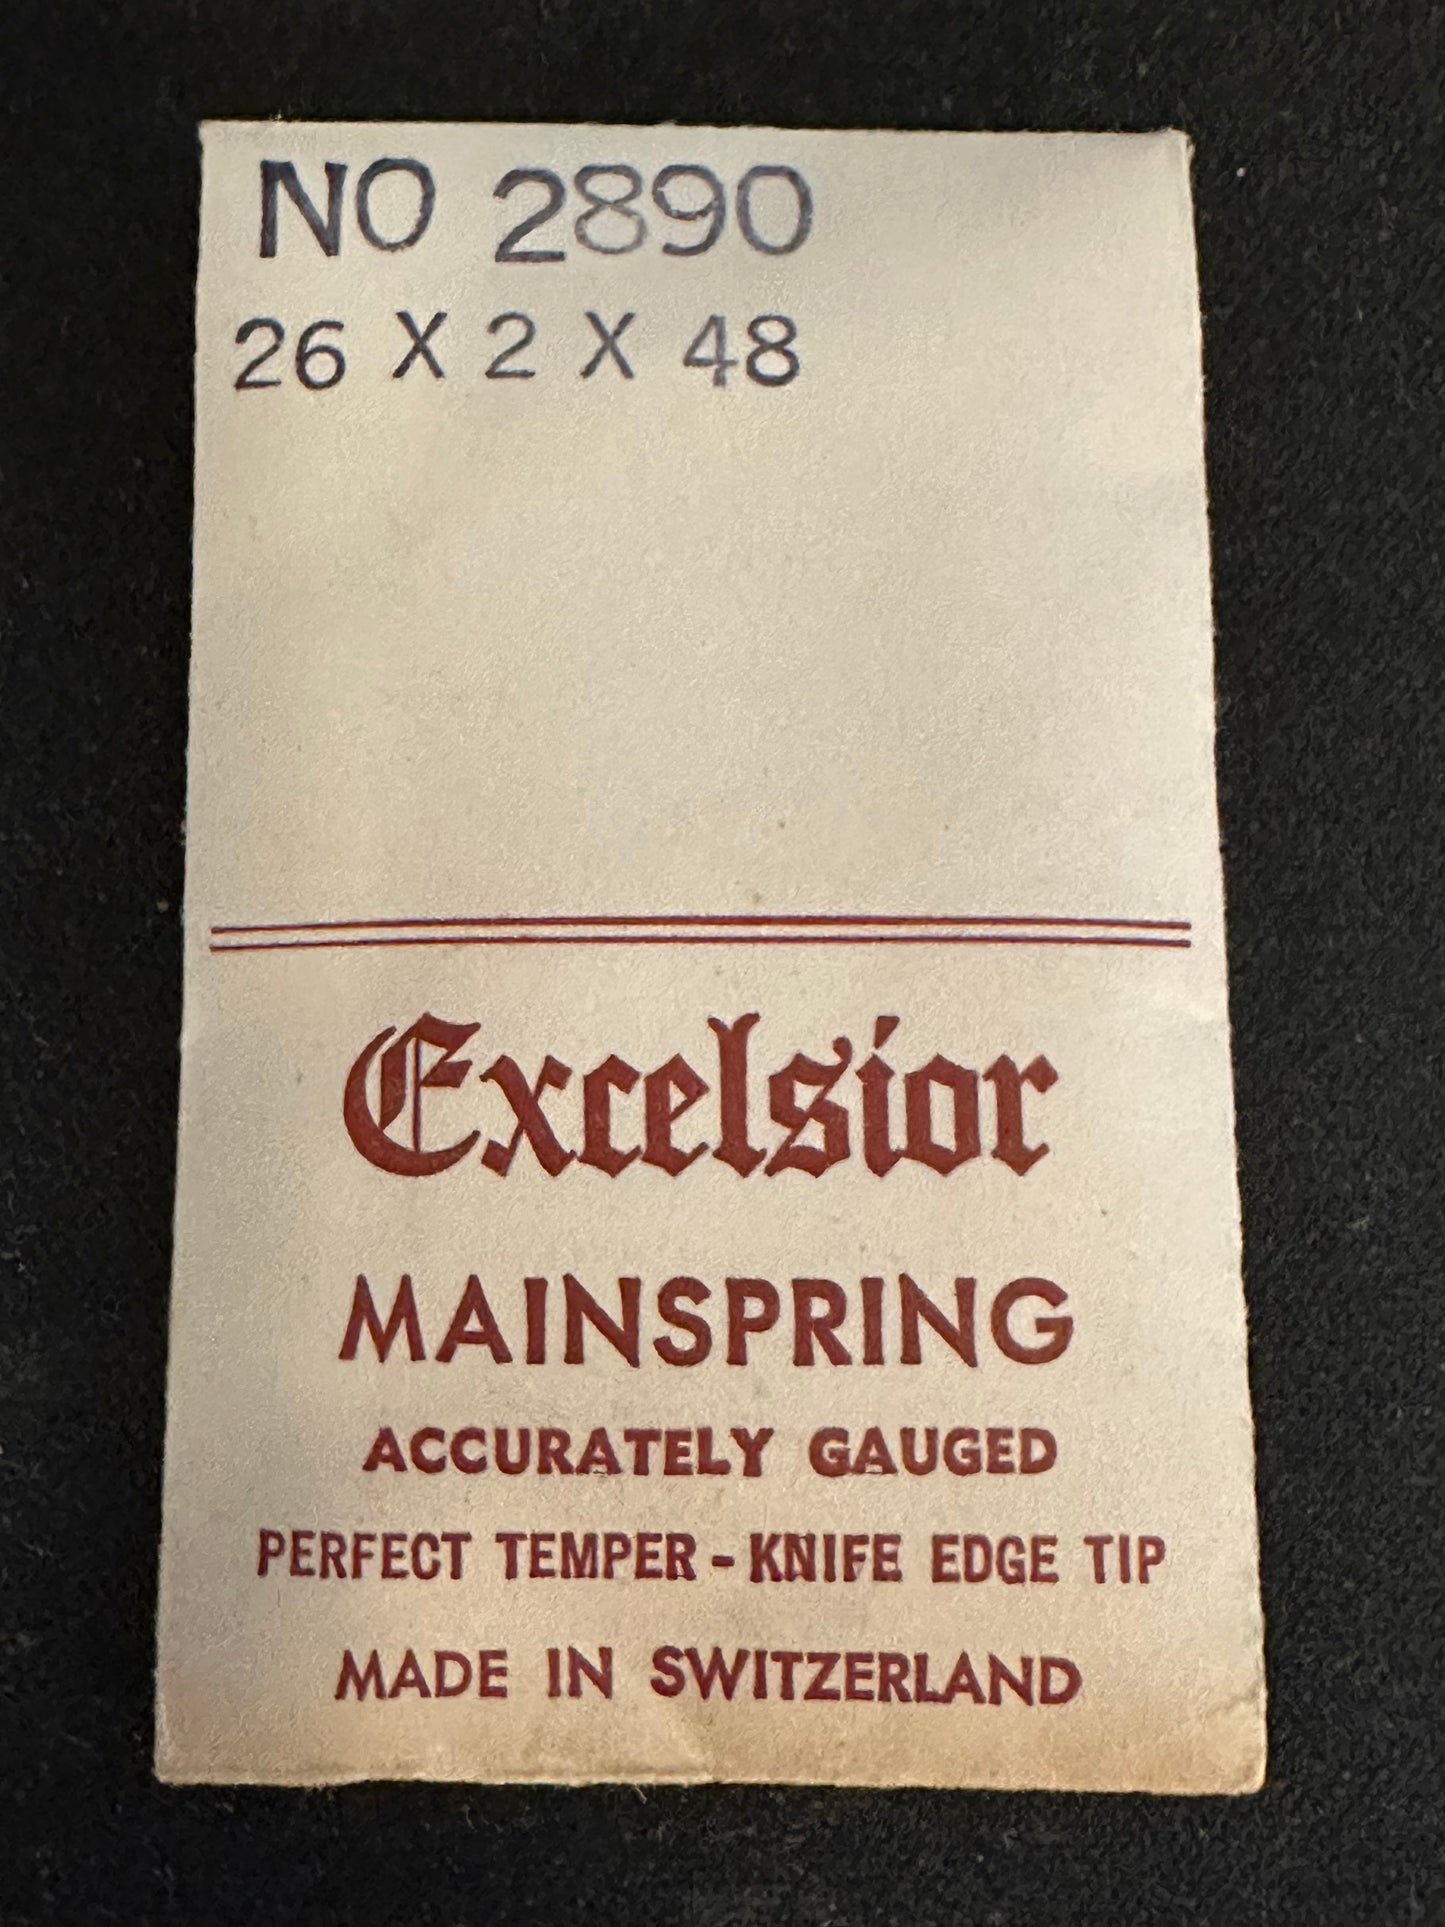 NO 2890
26 X 2 X 48
Excelsior
MAINSPRING
ACCURATELY GAUGED
PERFECT TEMPER - KNIFE EDGE TIP
MADE IN SWITZERLAND